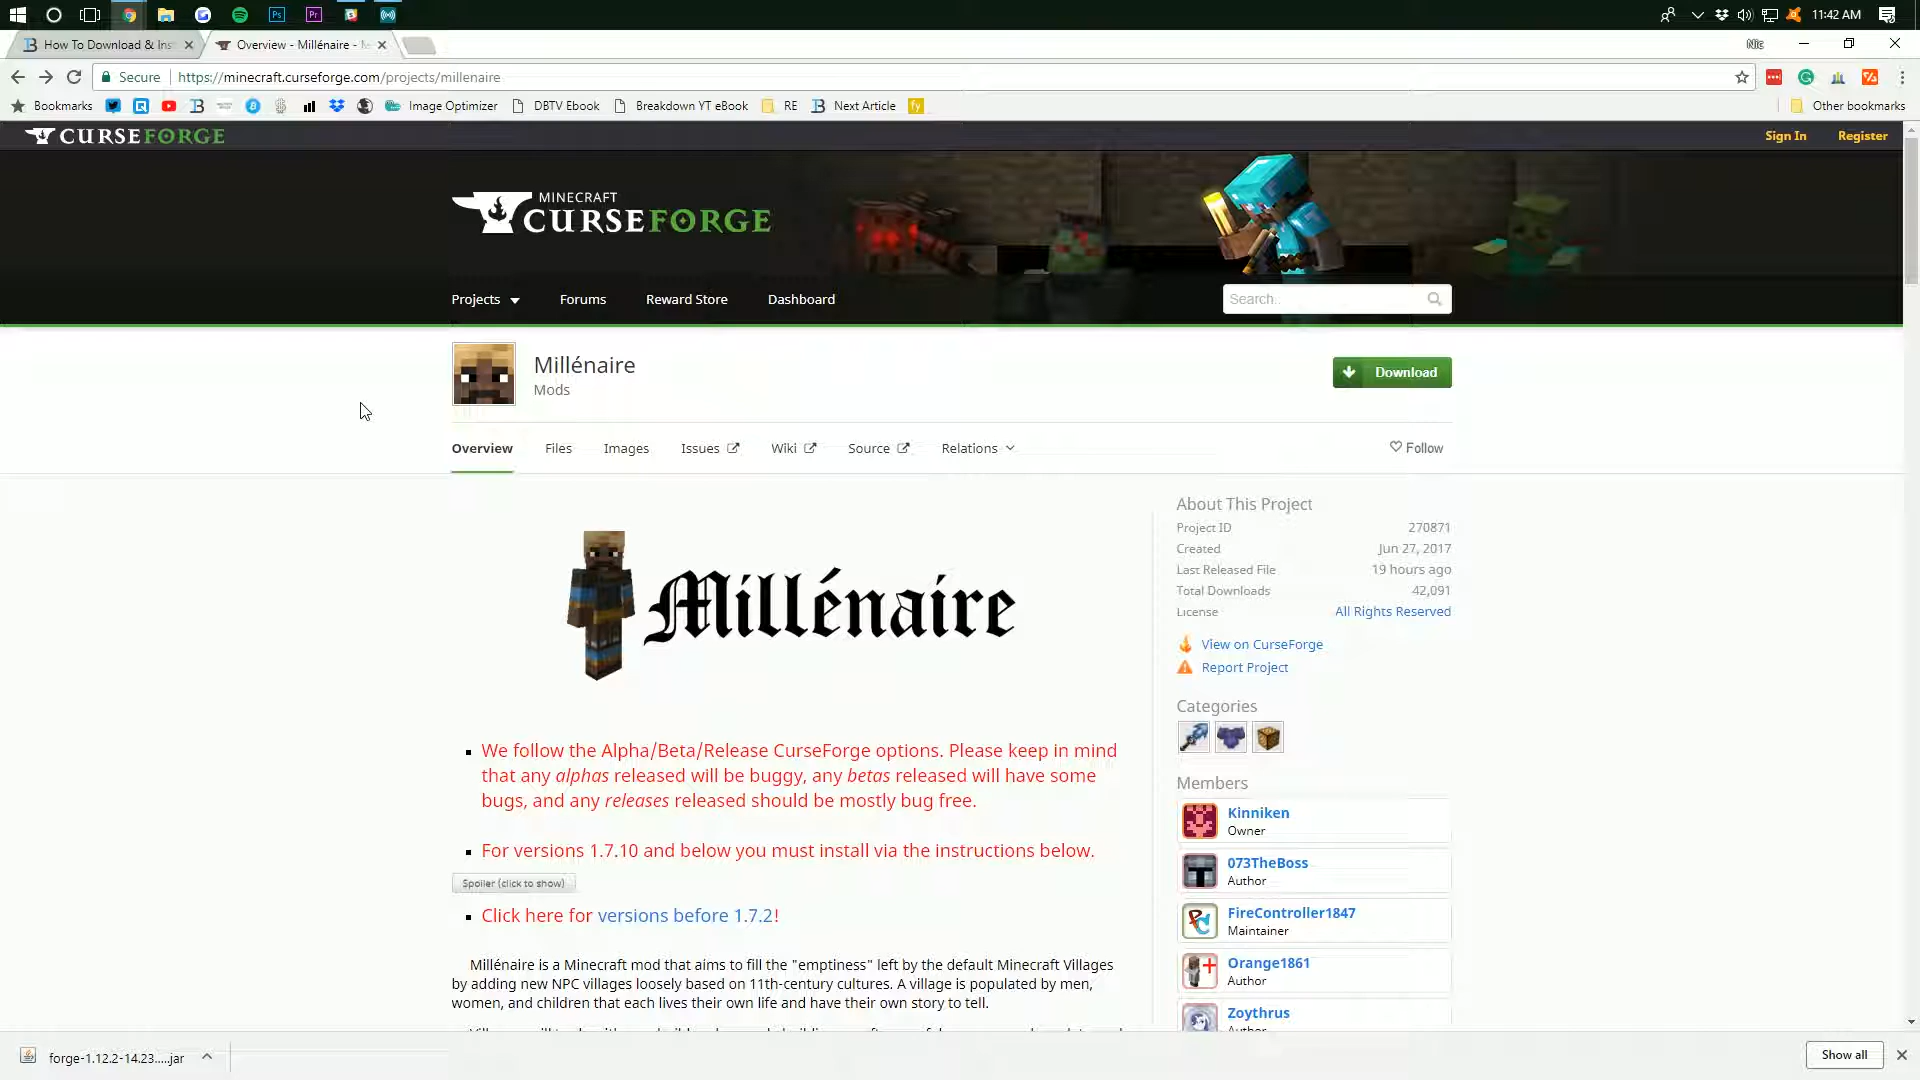 11:42 AM
How To Download & Ins
Overview - Millénaire -
Nic
Secure
https://minecraft.curseforge.com/projects/millenaire
Bookmarks
Image Optimizer
DBTV Ebook
Breakdown YT eBook
RE
Next Article
fy
Other bookmarks
CURSEFORGE
Sign In
Register
MINECRAFT
CURSEFORGE
Projects
Forums
Reward Store
Dashboard
Search..
Millénaire
Mods
Download
Overview
Files
Images
Issues
Wiki
Source
Relations
Follow
Millénaire
We follow the Alpha/Beta/Release CurseForge options. Please keep in mind
that any alphas released will be buggy, any betas released will have some
bugs, and any releases released should be mostly bug free.
For versions 1.7.10 and below you must install via the instructions below.
Spoiler (click to show)
Click here for versions before 1.7.2!
Millénaire is a Minecraft mod that aims to fill the "emptiness" left by the default Minecraft Villages
by adding new NPC villages loosely based on 11th-century cultures. A village is populated by men,
women, and children that each lives their own life and have their own story to tell.
About This Project
Project ID 270871
Created Jun 27, 2017
Last Released File 19 hours ago
Total Downloads 42,091
License All Rights Reserved
View on CurseForge
Report Project
Categories
Members
Kinniken
Owner
073TheBoss
Author
FireController1847
Maintainer
Orange1861
Author
Zoythrus
Author
forge-1.12.2-14.23.....jar
Show all